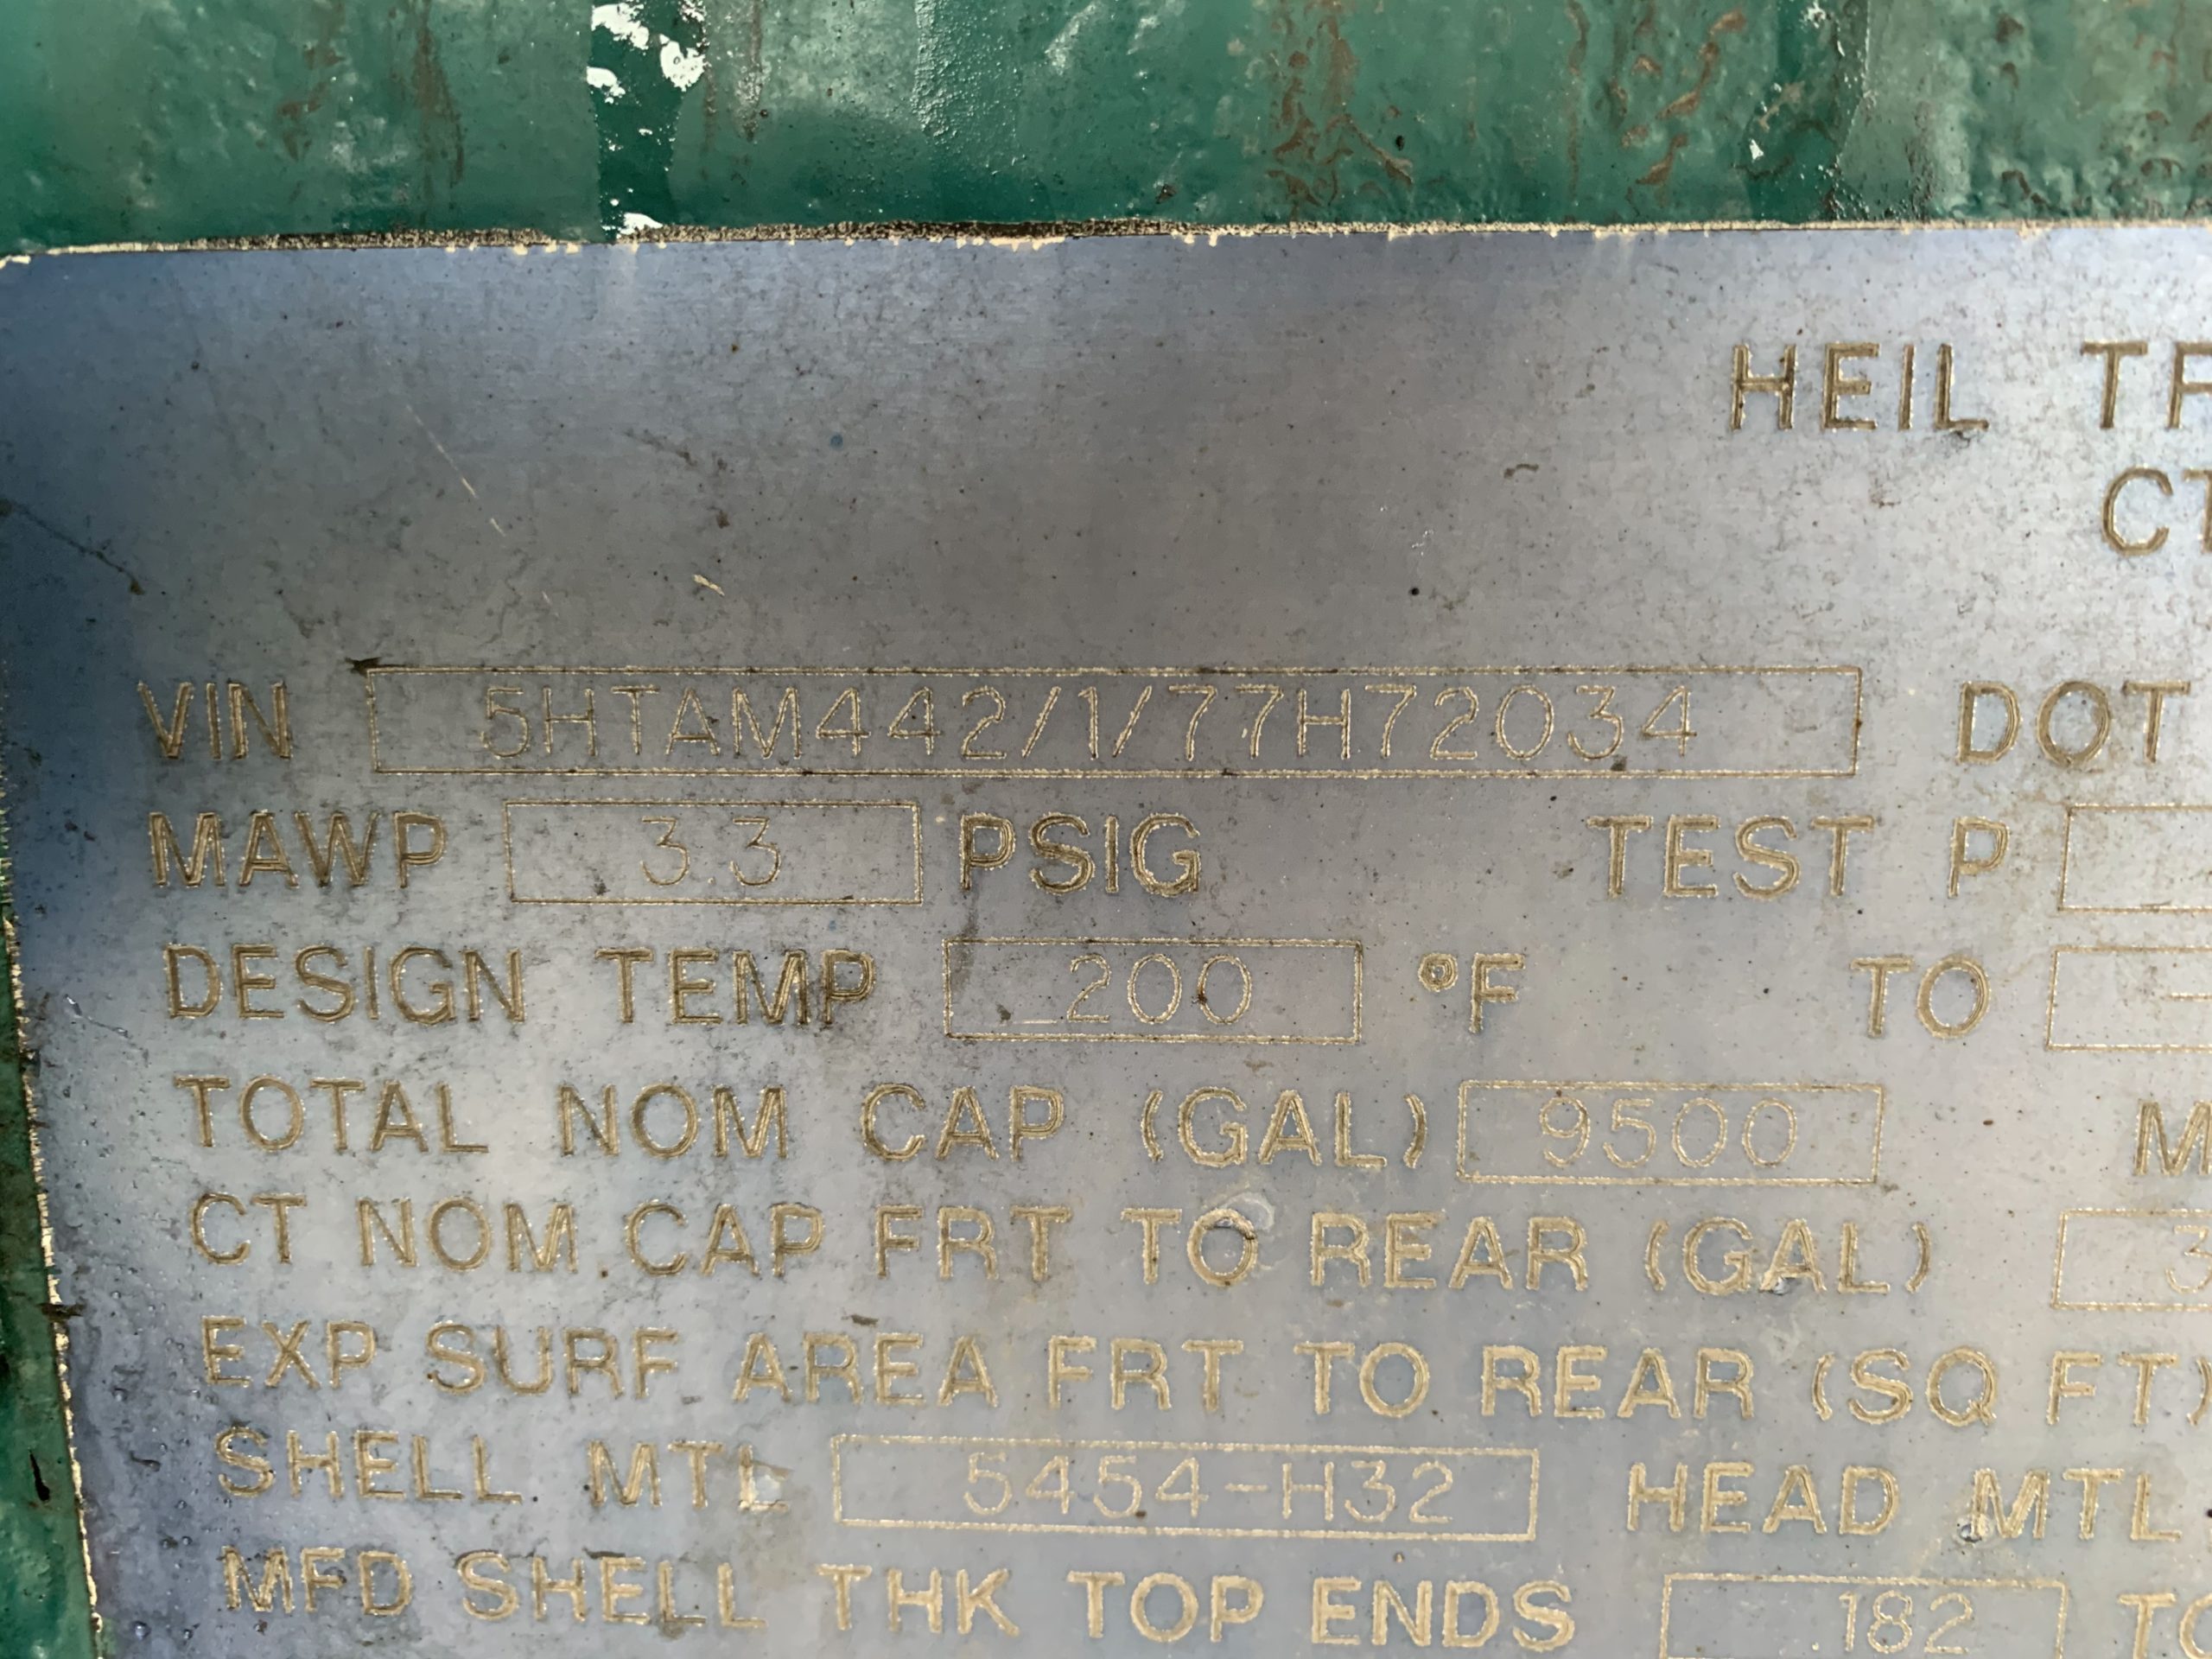 HEIL
VIN 5HTAM442/1/77H72034 DOT
MAWP 3.3 PSIG TEST P
DESIGN TEMP 200 °F TO
TOTAL NOM CAP (GAL) 9500
CT NOM CAP FRT TO REAR (GAL)
EXP SURF AREA FRT TO REAR (SQ FT)
SHELL MTL 5454-H32 HEAD MTL
MFD SHELL THK TOP ENDS .182